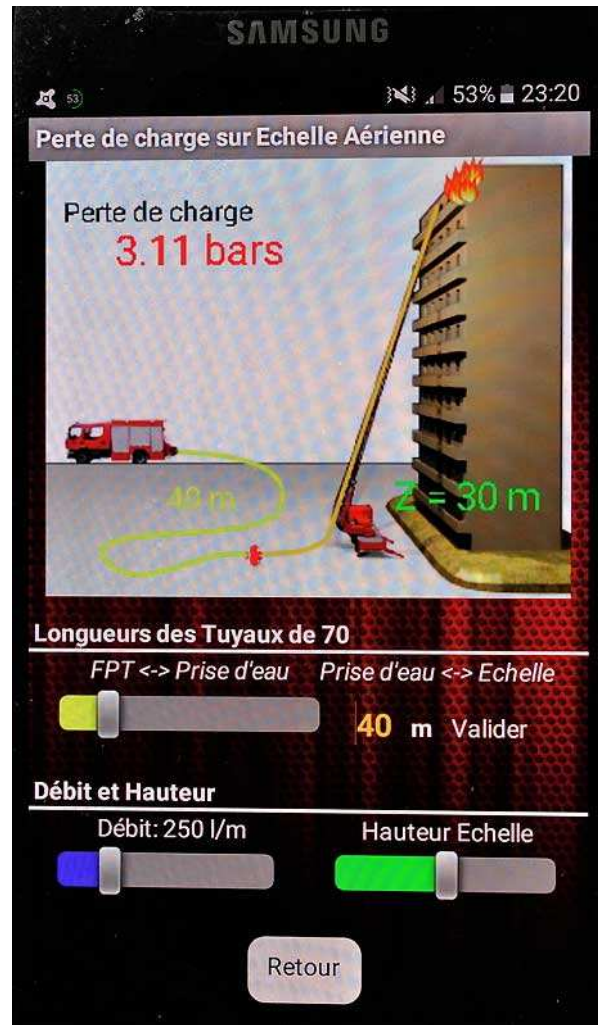 SAMSUNG
53 53% 23:20
Perte de charge sur Echelle Aérienne
Perte de charge
3.11 bars
40 m Z = 30 m
Longueurs des Tuyaux de 70
FPT <-> Prise d'eau Prise d'eau <-> Echelle
40 m Valider
Débit et Hauteur
Débit: 250 l/m Hauteur Echelle
Retour